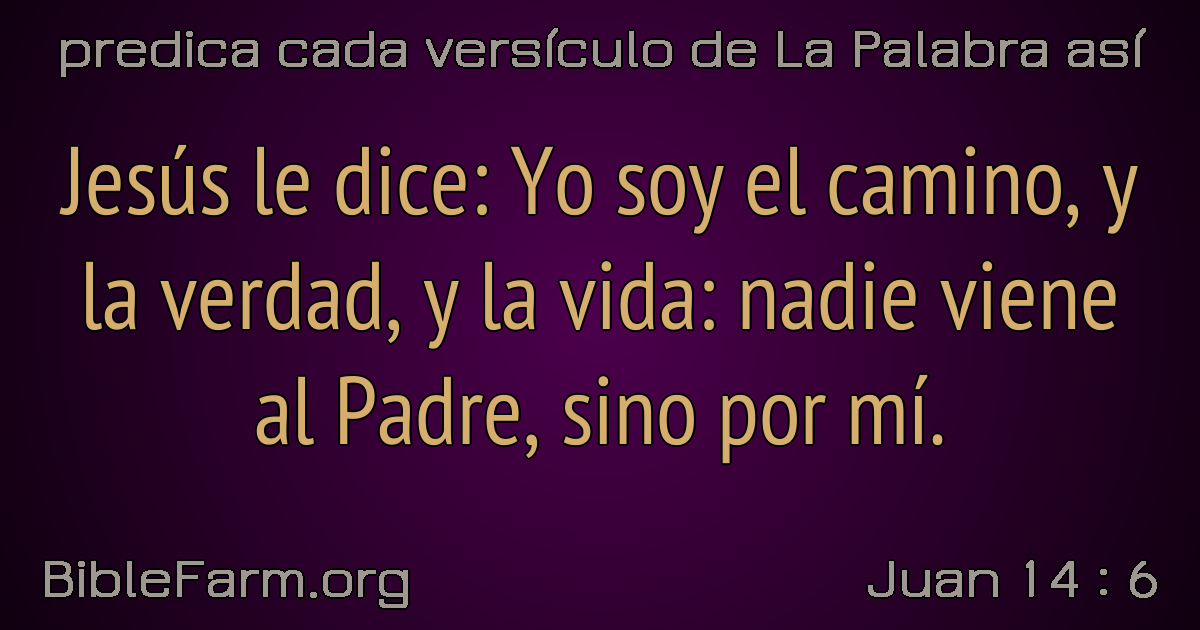 predica cada versículo de La Palabra así
Jesús le dice: Yo soy el camino, y
la verdad, y la vida: nadie viene
al Padre, sino por mí.
BibleFarm.org
Juan 14 : 6